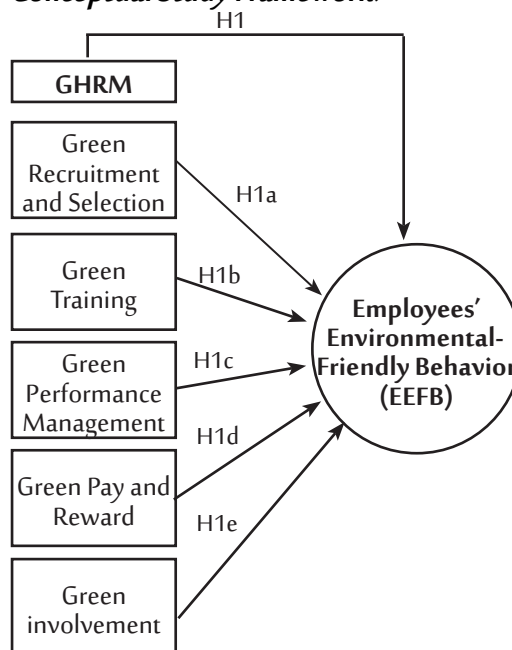 Conceptual Study Framework.
H1
GHRM
Green
Recruitment
and Selection
H1a
Green
Training
H1b
Employees’
Environmental-
Friendly Behavior
(EEFB)
Green
Performance
Management
H1c
Green Pay and
Reward
H1d
Green
involvement
H1e